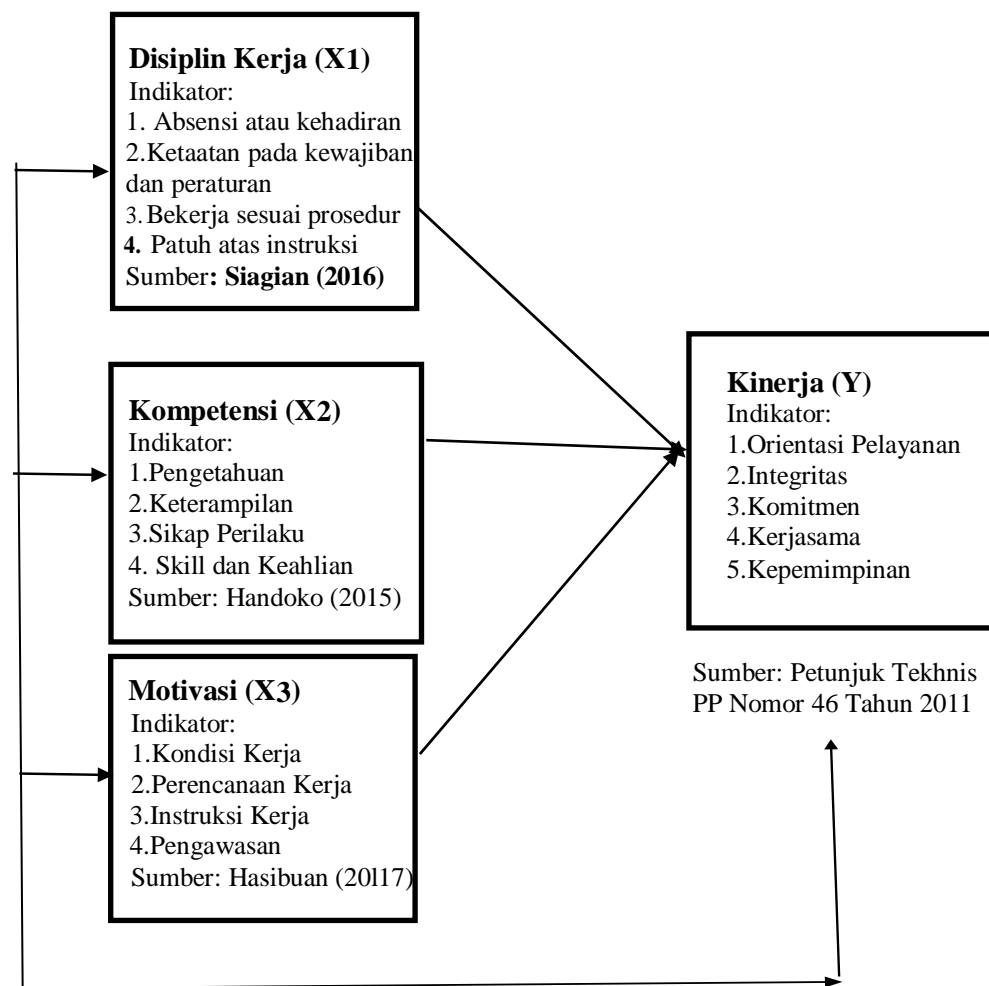 Disiplin Kerja (X1)
Indikator:
1. Absensi atau kehadiran
2.Ketaatan pada kewajiban
dan peraturan
3.Bekerja sesuai prosedur
4. Patuh atas instruksi
Sumber: Siagian (2016)
Kompetensi (X2)
Indikator:
1.Pengetahuan
2.Keterampilan
3.Sikap Perilaku
4. Skill dan Keahlian
Sumber: Handoko (2015)
Motivasi (X3)
Indikator:
1.Kondisi Kerja
2.Perencanaan Kerja
3.Instruksi Kerja
4.Pengawasan
Sumber: Hasibuan (20l17)
Kinerja (Y)
Indikator:
1.Orientasi Pelayanan
2.Integritas
3.Komitmen
4.Kerjasama
5.Kepemimpinan
Sumber: Petunjuk Tekhnis
PP Nomor 46 Tahun 2011